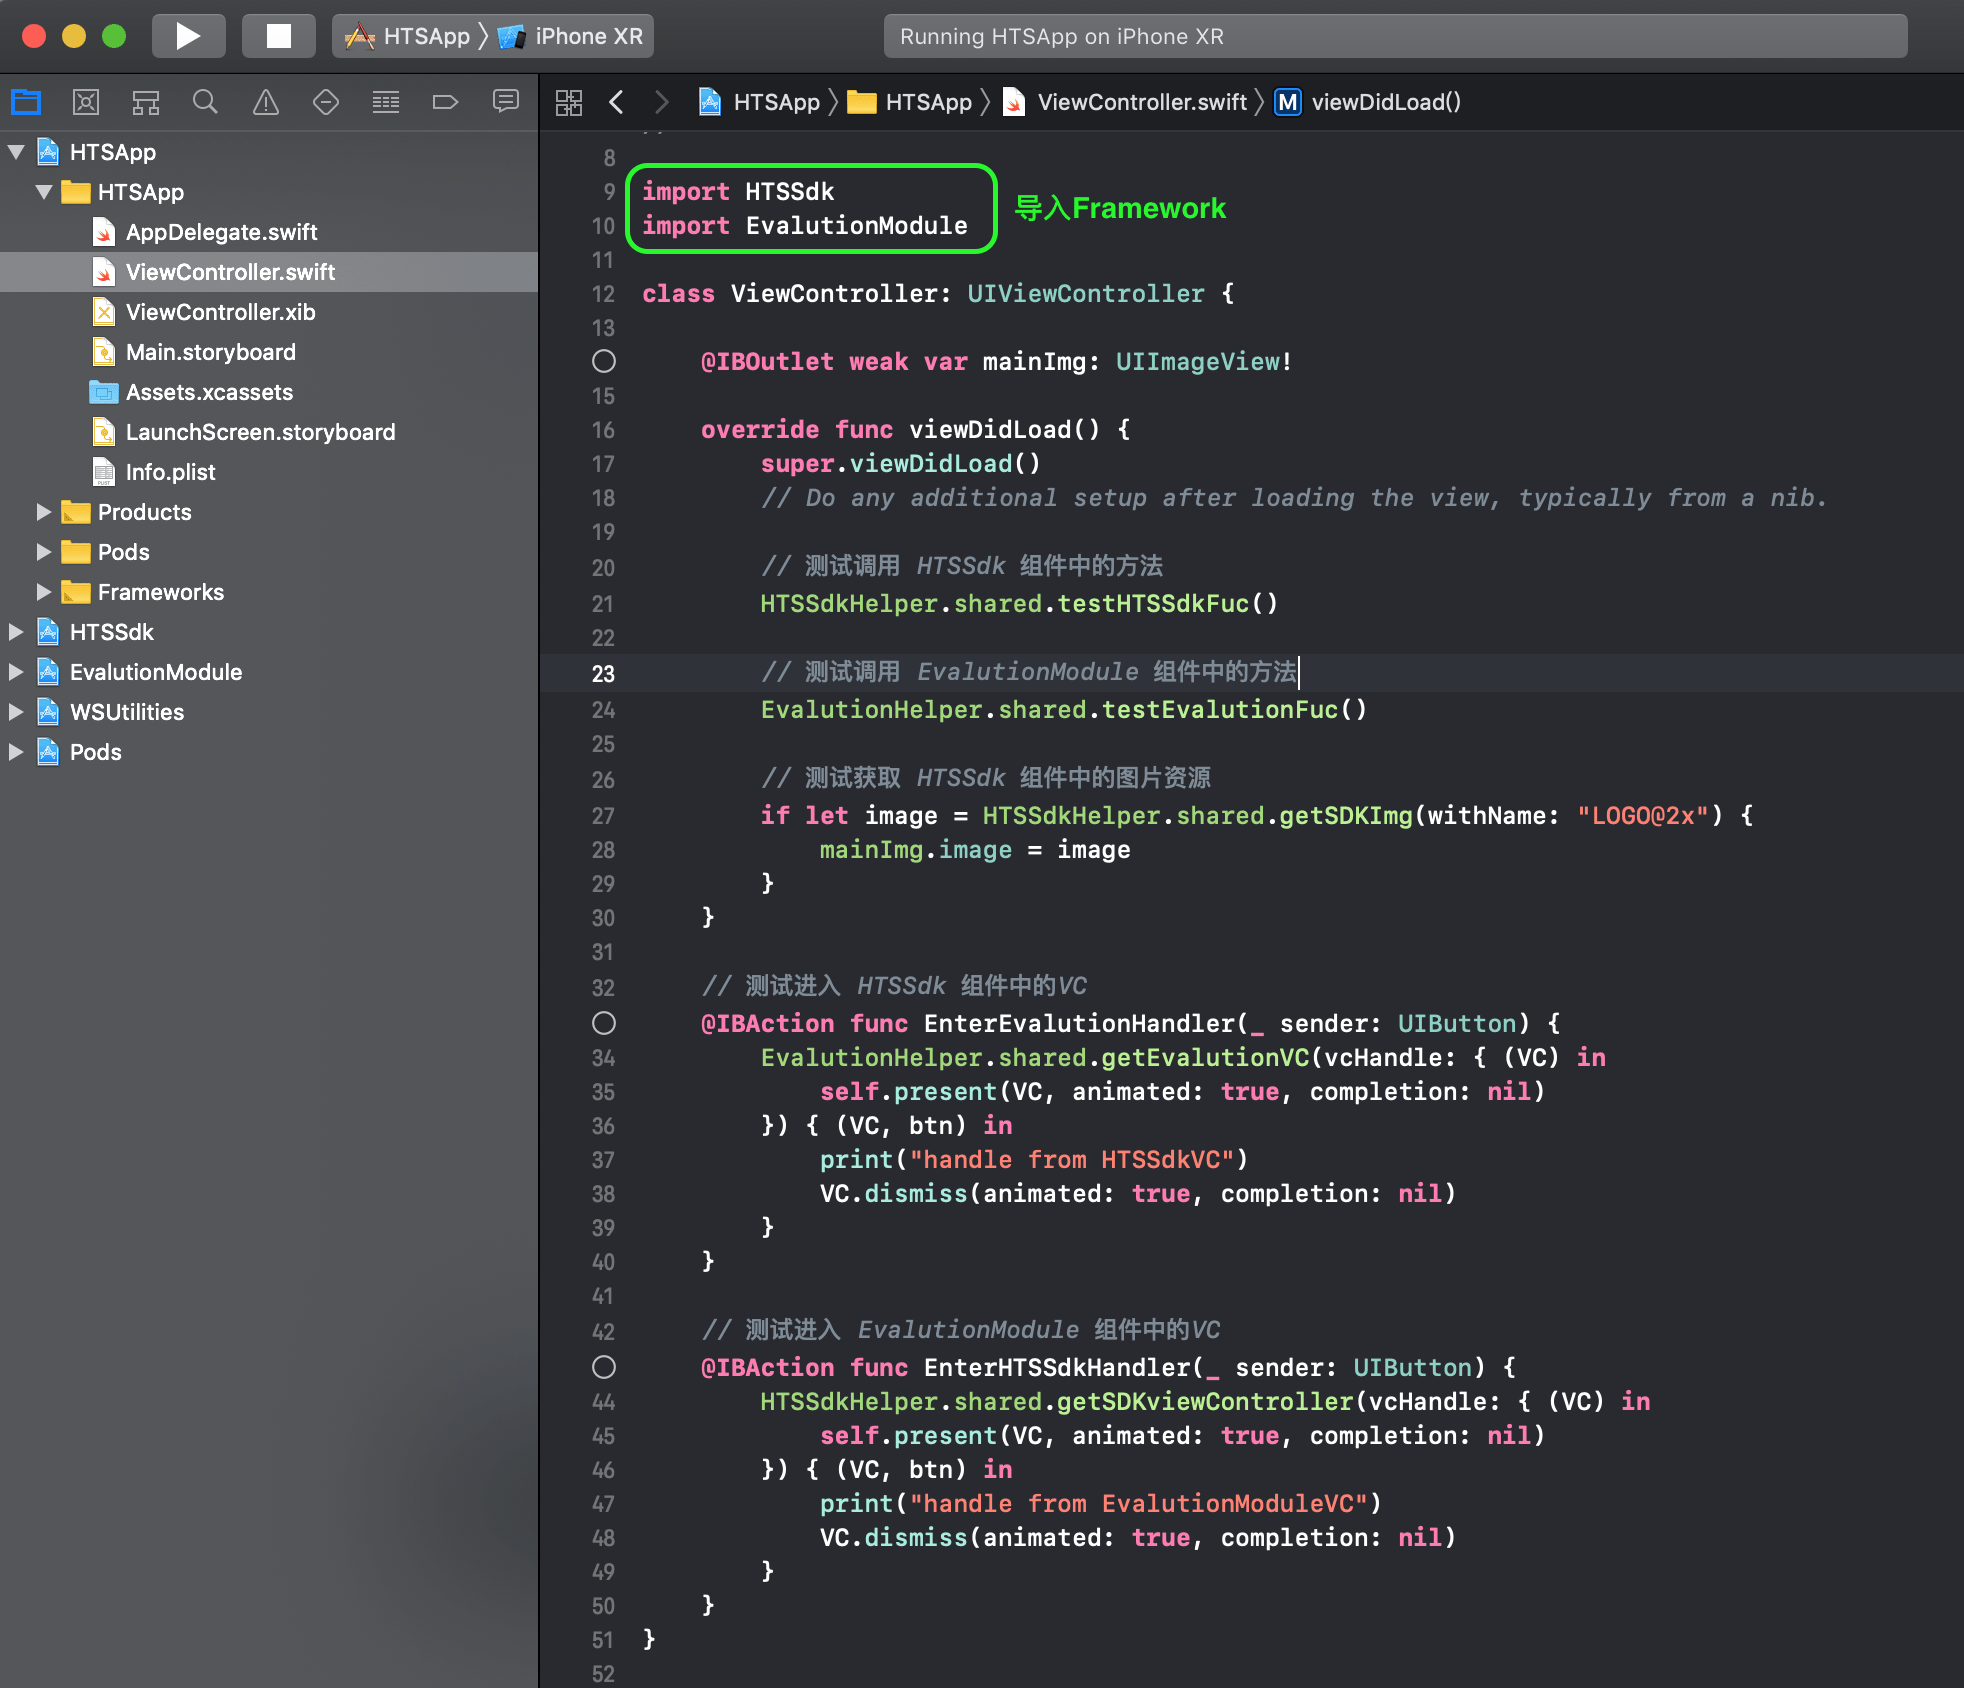 HTSApp 〉 iPhone XR
Running HTSApp on iPhone XR
HTSApp 〉 HTSApp 〉 ViewController.swift 〉 M viewDidLoad()
HTSApp
HTSApp
AppDelegate.swift
ViewController.swift
ViewController.xib
Main.storyboard
Assets.xcassets
LaunchScreen.storyboard
Info.plist
Products
Pods
Frameworks
HTSSdk
EvalutionModule
WSUtilities
Pods
8
9 import HTSSdk
10 import EvalutionModule
导入Framework
11
12 class ViewController: UIViewController {
13
@IBOutlet weak var mainImg: UIImageView!
15
16 override func viewDidLoad() {
17 super.viewDidLoad()
18 // Do any additional setup after loading the view, typically from a nib.
19
20 // 测试调用 HTSSdk 组件中的方法
21 HTSSdkHelper.shared.testHTSSdkFuc()
22
23 // 测试调用 EvalutionModule 组件中的方法
24 EvalutionHelper.shared.testEvalutionFuc()
25
26 // 测试获取 HTSSdk 组件中的图片资源
27 if let image = HTSSdkHelper.shared.getSDKImg(withName: "LOGO@2x") {
28 mainImg.image = image
29 }
30 }
31
32 // 测试进入 HTSSdk 组件中的VC
@IBAction func EnterEvalutionHandler(_ sender: UIButton) {
34 EvalutionHelper.shared.getEvalutionVC(vcHandle: { (VC) in
35 self.present(VC, animated: true, completion: nil)
36 }) { (VC, btn) in
37 print("handle from HTSSdkVC")
38 VC.dismiss(animated: true, completion: nil)
39 }
40 }
41
42 // 测试进入 EvalutionModule 组件中的VC
@IBAction func EnterHTSSdkHandler(_ sender: UIButton) {
44 HTSSdkHelper.shared.getSDKviewController(vcHandle: { (VC) in
45 self.present(VC, animated: true, completion: nil)
46 }) { (VC, btn) in
47 print("handle from EvalutionModuleVC")
48 VC.dismiss(animated: true, completion: nil)
49 }
50 }
51 }
52